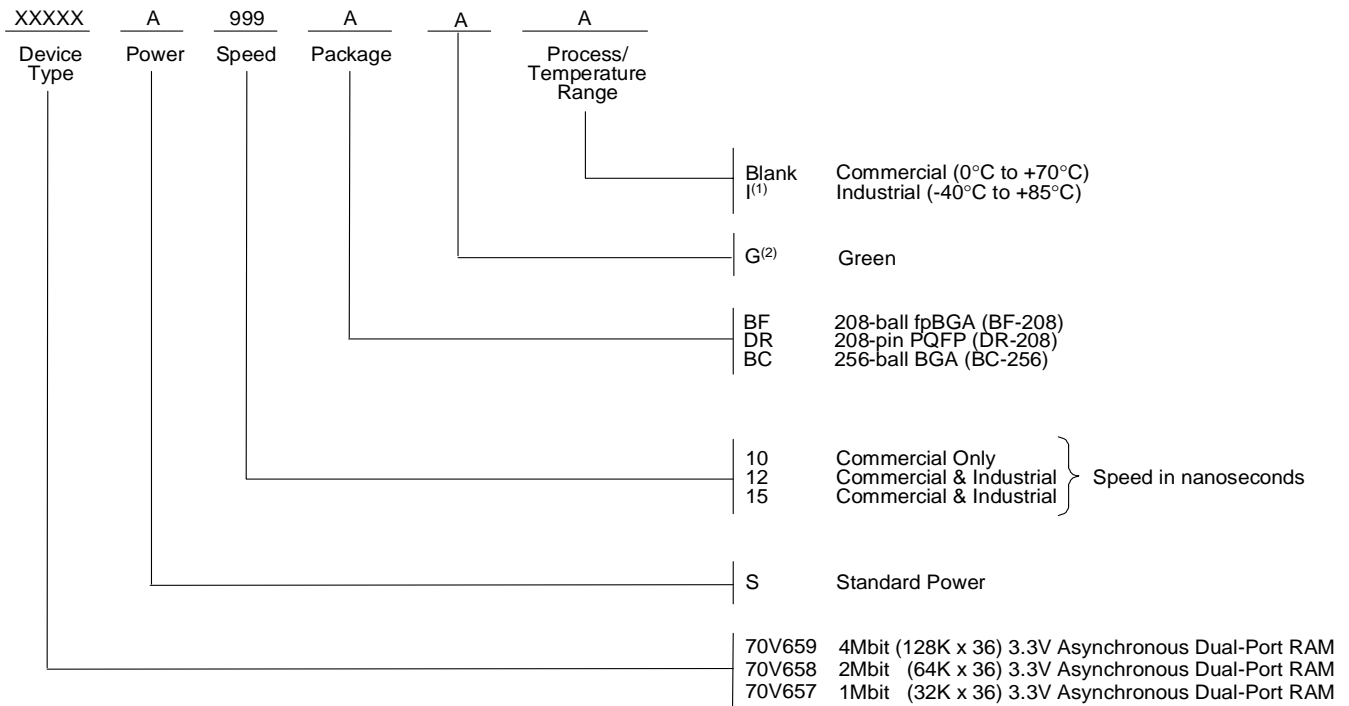 XXXXX A 999 A A A
Device Type Power Speed Package Process/ Temperature Range
Blank Commercial (0°C to +70°C)
I(1) Industrial (-40°C to +85°C)
G(2) Green
BF 208-ball fpBGA (BF-208)
DR 208-pin PQFP (DR-208)
BC 256-ball BGA (BC-256)
10 Commercial Only
12 Commercial & Industrial Speed in nanoseconds
15 Commercial & Industrial
S Standard Power
70V659 4Mbit (128K x 36) 3.3V Asynchronous Dual-Port RAM
70V658 2Mbit (64K x 36) 3.3V Asynchronous Dual-Port RAM
70V657 1Mbit (32K x 36) 3.3V Asynchronous Dual-Port RAM